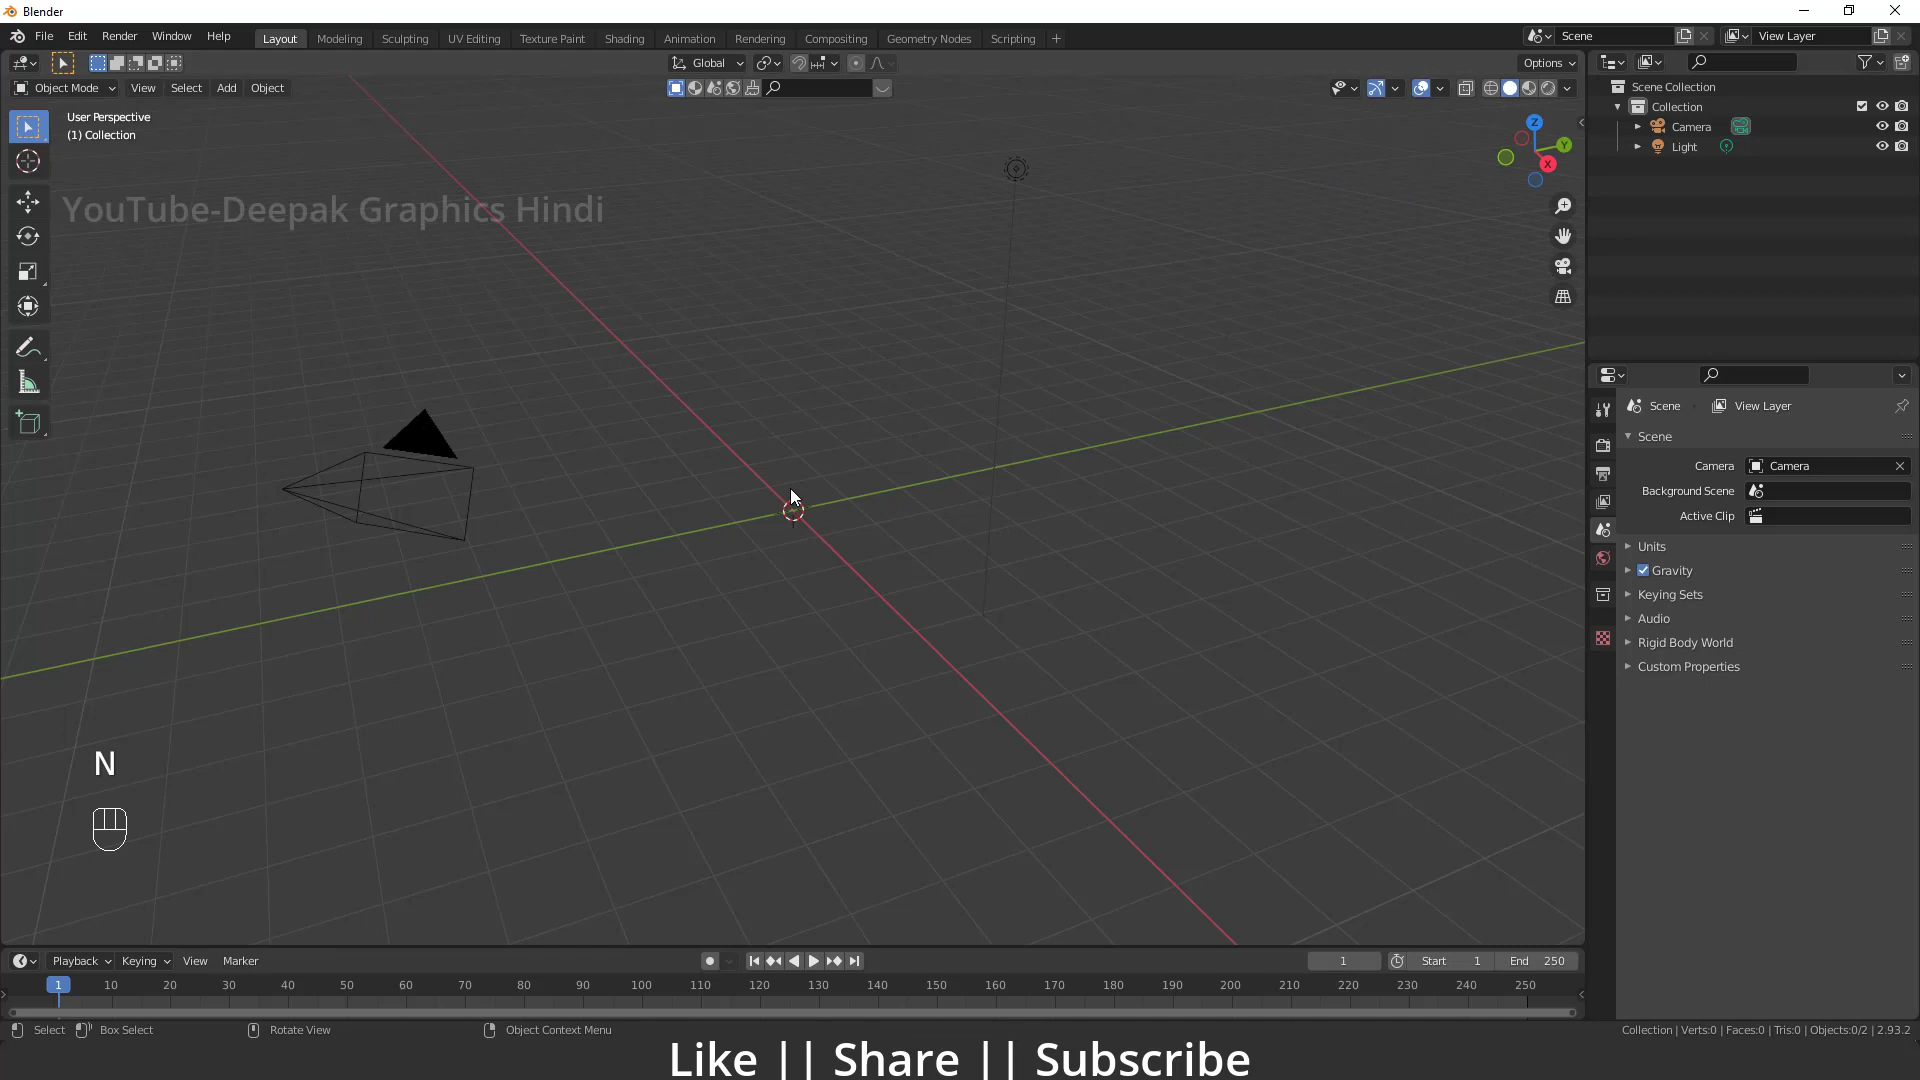 Blender
File Edit Render Window Help
Layout Modeling Sculpting UV Editing Texture Paint Shading Animation Rendering Compositing Geometry Nodes Scripting +
Scene
View Layer
Global
Options
Object Mode View Select Add Object
User Perspective
(1) Collection
Z
Y
X
YouTube-Deepak Graphics Hindi
N
Scene Collection
Collection
Camera
Light
Scene
View Layer
Scene
Camera
Camera
Background Scene
Active Clip
Units
Gravity
Keying Sets
Audio
Rigid Body World
Custom Properties
Playback Keying View Marker
1
Start 1 End 250
1 10 20 30 40 50 60 70 80 90 100 110 120 130 140 150 160 170 180 190 200 210 220 230 240 250
Select Box Select Rotate View Object Context Menu
Collection | Verts:0 | Faces:0 | Tris:0 | Objects:0/2 | 2.93.2
Like || Share || Subscribe